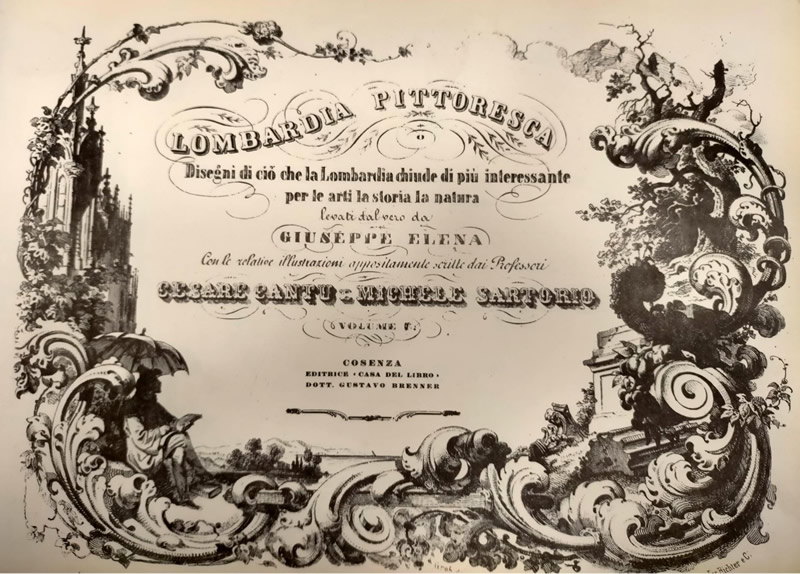 LOMBARDIA PITTORESCA
O
Disegni di ciò che la Lombardia chiude di più interessante
per le arti la storia la natura
levati dal vero da
GIUSEPPE ELENA
Con le relative illustrazioni appositamente scritte dai Professori
CESARE CANTU E MICHELE SARTORIO
VOLUME I.
COSENZA
EDITRICE «CASA DEL LIBRO»
DOTT. GUSTAVO BRENNER
Richter e C.